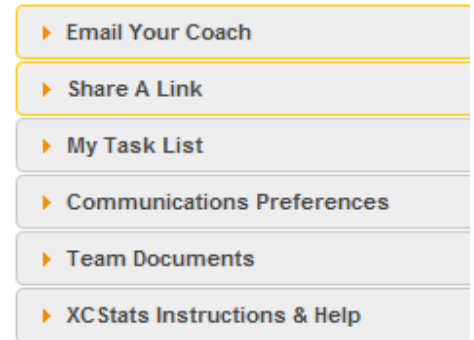 Email Your Coach
Share A Link
My Task List
Communications Preferences
Team Documents
XCStats Instructions & Help